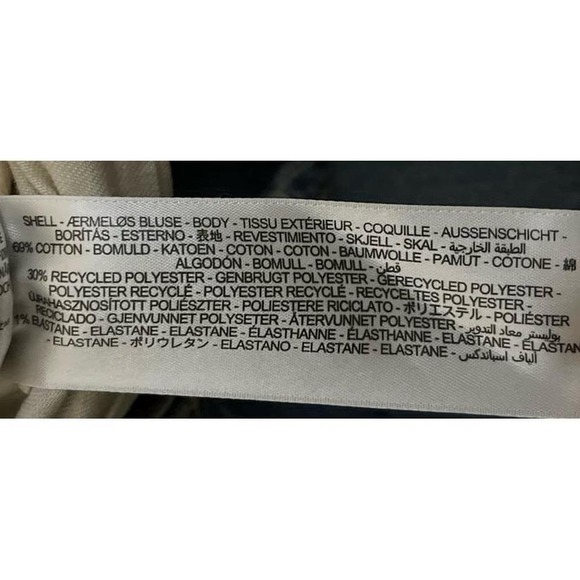 SHELL - ÆRMELØS BLUSE - BODY - TISSU EXTÉRIEUR - COQUILLE - AUSSENSCHICHT -
BORÍTÁS - ESTERNO - 表地 - REVESTIMIENTO - SKJELL - SKAL - الطبقة الخارجية
69% COTTON - BOMULD - KATOEN - COTON - COTON - BAUMWOLLE - PAMUT - COTONE - 綿
ALGODÓN - BOMULL - BOMULL - قطن
30% RECYCLED POLYESTER - GENBRUGT POLYESTER - GERECYCLED POLYESTER -
POLYESTER RECYCLÉ - POLYESTER RECYCLÉ - RECYCELTES POLYESTER -
ÚJRAHASZNOSÍTOTT POLIÉSZTER - POLIESTERE RICICLATO - ポリエステル - POLIÉSTER
RECICLADO - GJENVUNNET POLYSETER - ÅTERVUNNET POLYESTER - بوليستر معاد التدوير
1% ELASTANE - ELASTANE - ELASTANE - ÉLASTHANNE - ÉLASTHANNE - ELASTANE - ELASTÁN
- ELASTANE - ポリウレタン - ELASTANO - ELASTANE - ELASTANE - ألياف اسباندكس